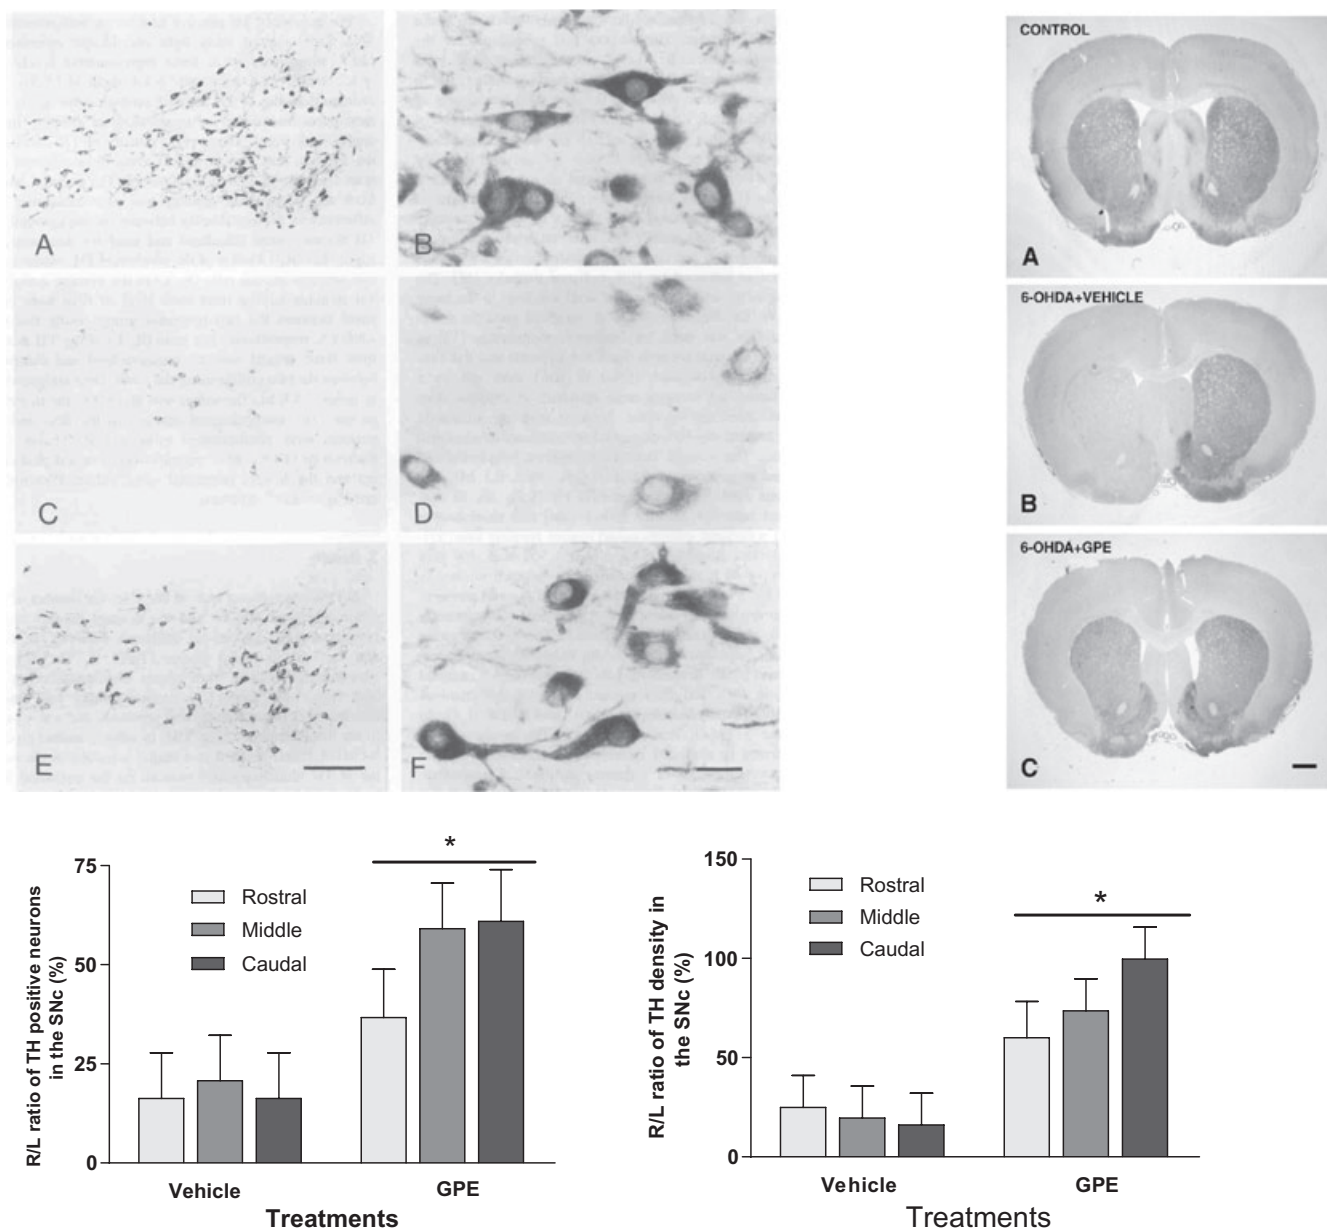 A
B
C
D
E
F
CONTROL
A
6-OHDA+VEHICLE
B
6-OHDA+GPE
C
R/L ratio of TH positive neurons
in the SNc (%)
75
50
25
0
Rostral
Middle
Caudal
*
Vehicle
GPE
Treatments
R/L ratio of TH density in
the SNc (%)
150
100
50
0
Rostral
Middle
Caudal
*
Vehicle
GPE
Treatments